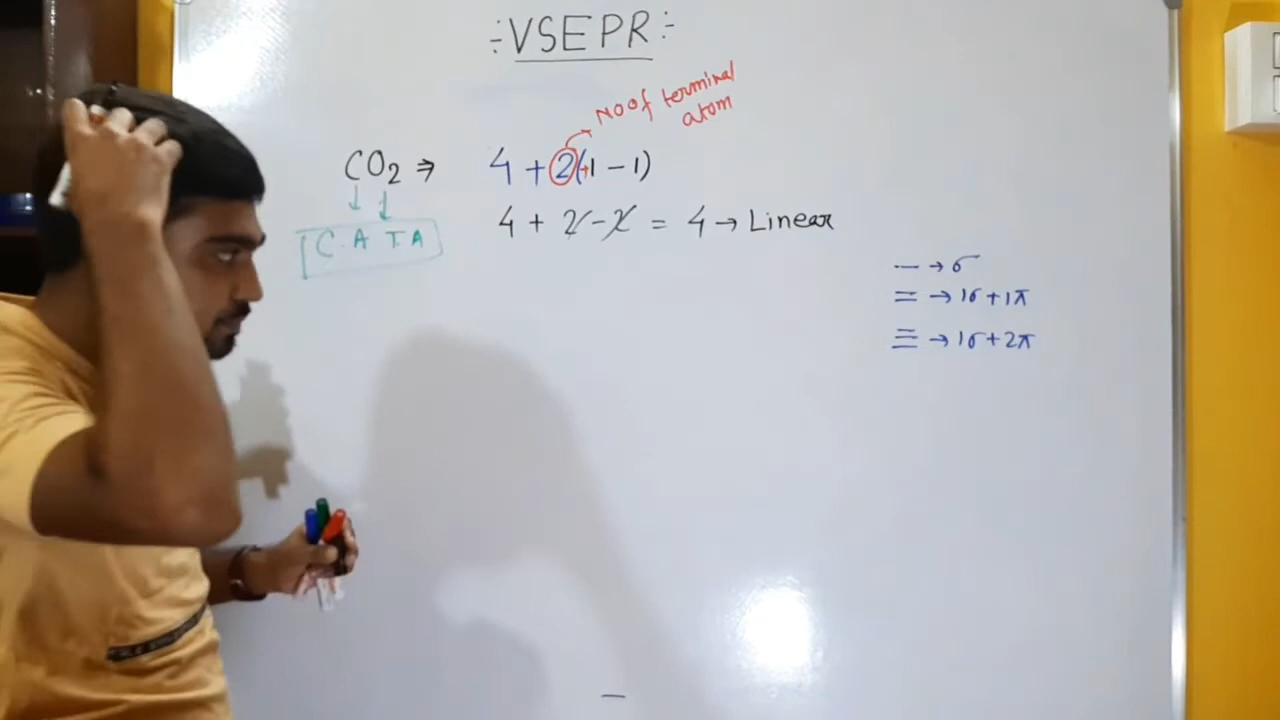 ÷VSEPR÷
No of terminal
atom
CO₂ ⇒ 4 + 2(+1 - 1)
4 + 2 - 2 = 4 → Linear
↓ ↓
C.A T.A
— → σ
= → 1σ+1π
≡ → 1σ+2π